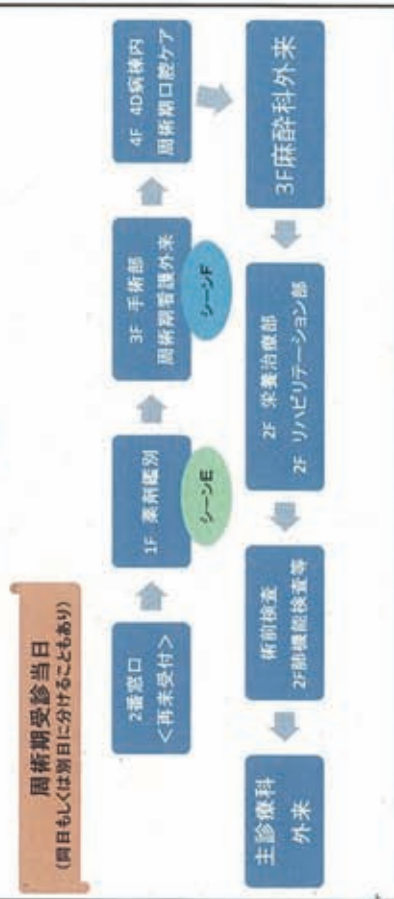 周術期受診当日
(同日もしくは別日に分けることもあり)
2番窓口
<再来受付>
1F 薬剤鑑別
シーンE
3F 手術部
周術期看護外来
シーンF
4F 4D病棟内
周術期口腔ケア
3F麻酔科外来
2F 栄養治療部
2F リハビリテーション部
術前検査
2F肺機能検査等
主診療科
外来